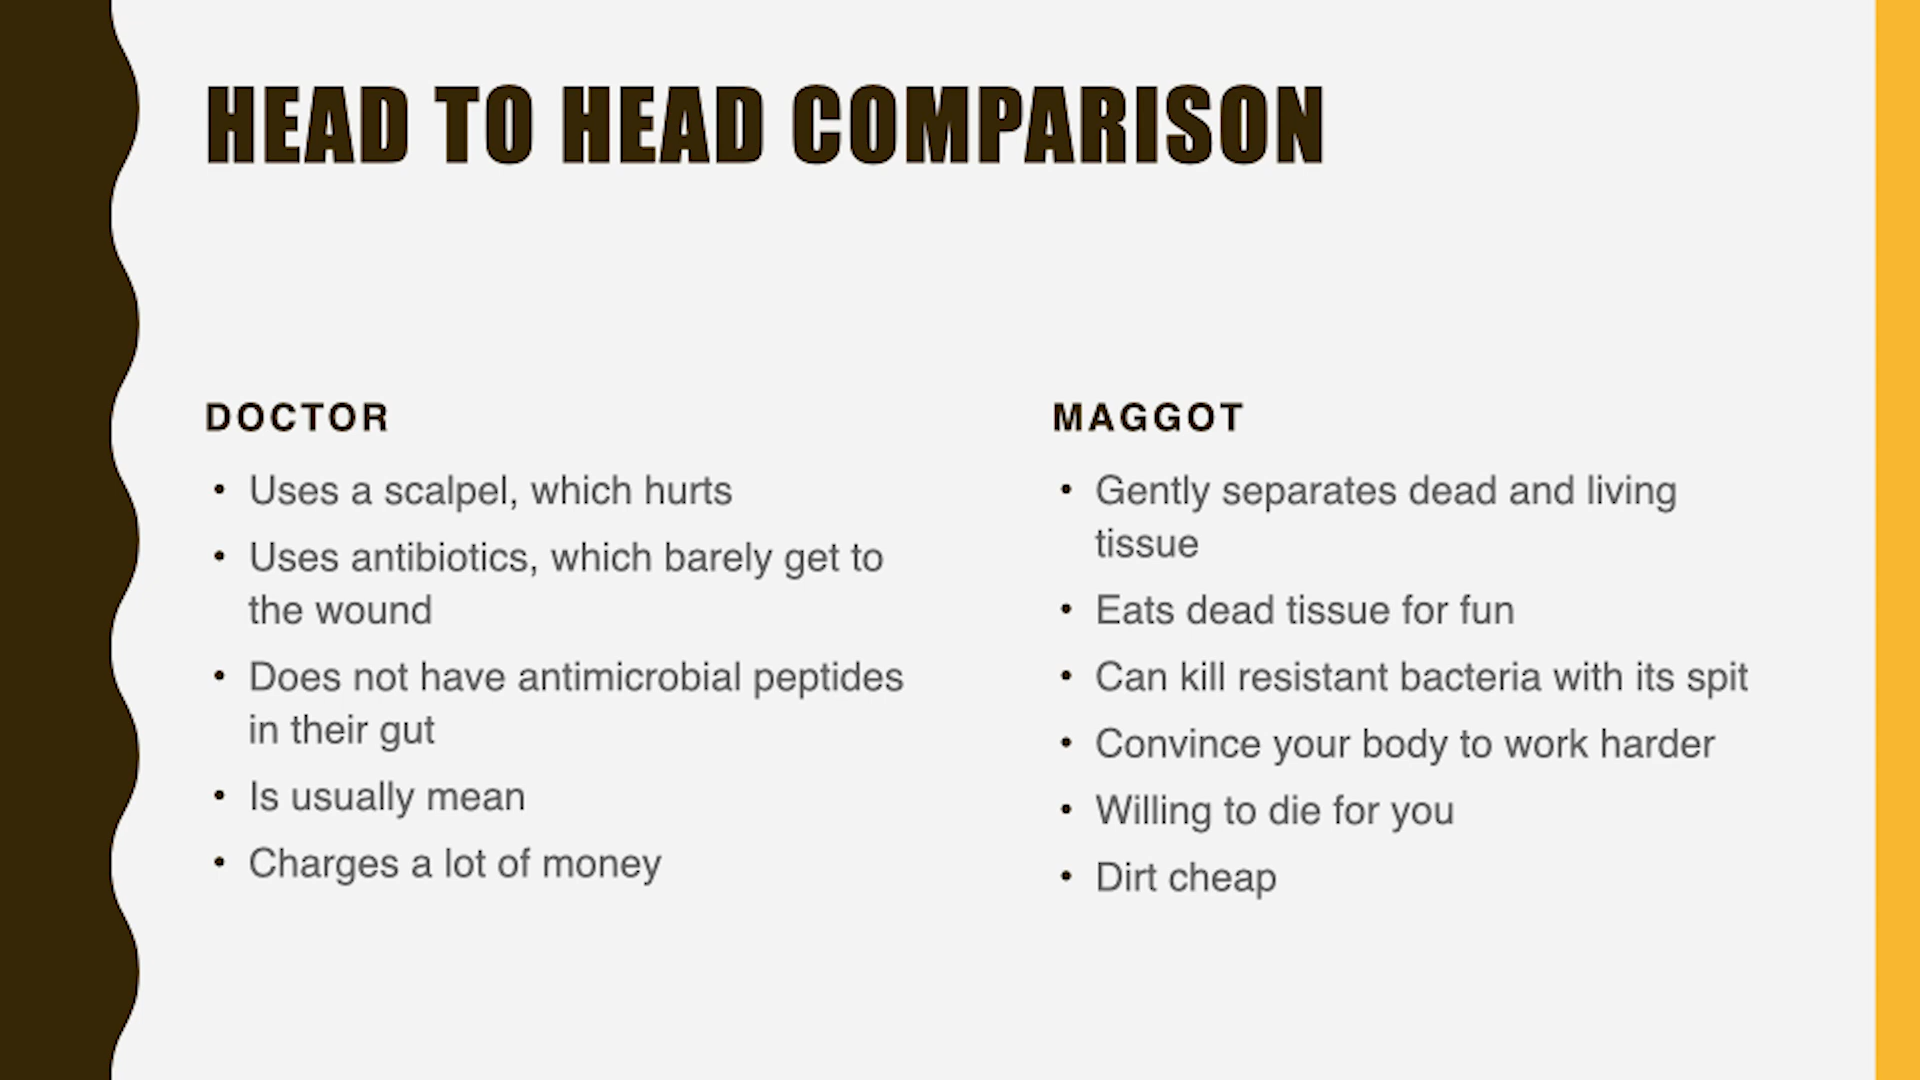 HEAD TO HEAD COMPARISON
DOCTOR
• Uses a scalpel, which hurts
• Uses antibiotics, which barely get to
the wound
• Does not have antimicrobial peptides
in their gut
• Is usually mean
• Charges a lot of money
MAGGOT
• Gently separates dead and living
tissue
• Eats dead tissue for fun
• Can kill resistant bacteria with its spit
• Convince your body to work harder
• Willing to die for you
• Dirt cheap